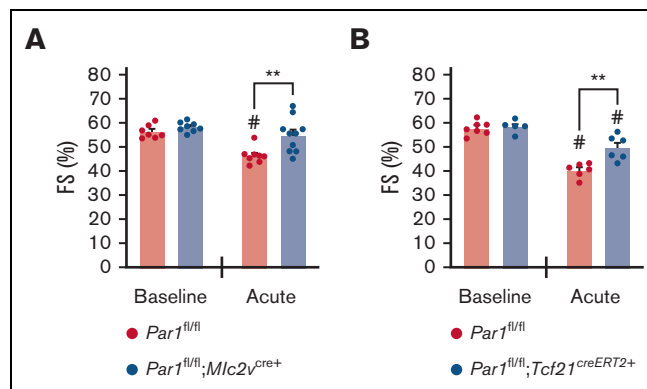 A
B
**
**
80
70
60
50
40
30
20
10
0
FS (%)
#
Baseline
Acute
Par1fl/fl
Par1fl/fl;Mlc2vcre+
80
70
60
50
40
30
20
10
0
FS (%)
#
#
Baseline
Acute
Par1fl/fl
Par1fl/fl;Tcf21creERT2+